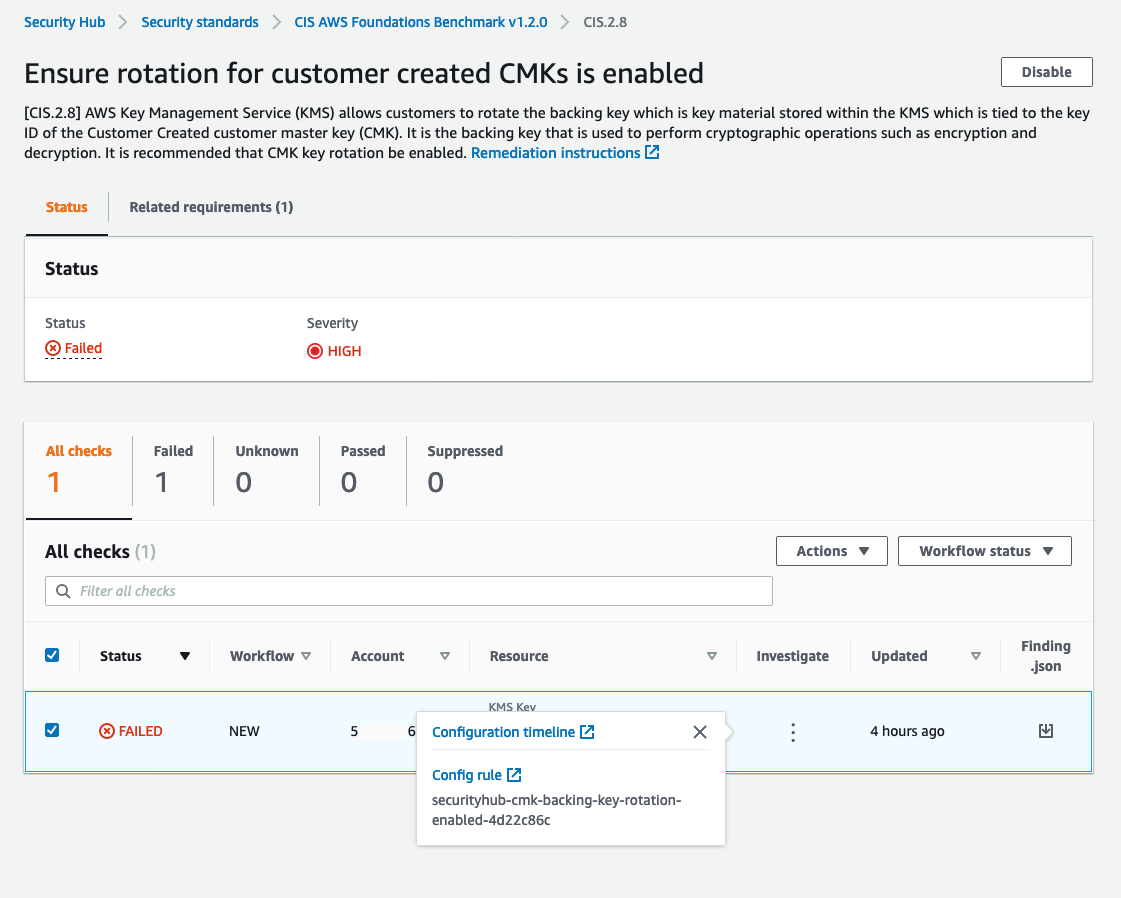 Security Hub > Security standards > CIS AWS Foundations Benchmark v1.2.0 > CIS.2.8
Ensure rotation for customer created CMKs is enabled
Disable
[CIS.2.8] AWS Key Management Service (KMS) allows customers to rotate the backing key which is key material stored within the KMS which is tied to the key
ID of the Customer Created customer master key (CMK). It is the backing key that is used to perform cryptographic operations such as encryption and
decryption. It is recommended that CMK key rotation be enabled. Remediation instructions
Status
Related requirements (1)
Status
Status
Severity
Failed
HIGH
All checks
Failed
Unknown
Passed
Suppressed
1
1
0
0
0
All checks (1)
Actions
Workflow status
Filter all checks
Status
Workflow
Account
Resource
Investigate
Updated
Finding
.json
KMS Key
FAILED
NEW
5 6
4 hours ago
Configuration timeline
Config rule
securityhub-cmk-backing-key-rotation-
enabled-4d22c86c